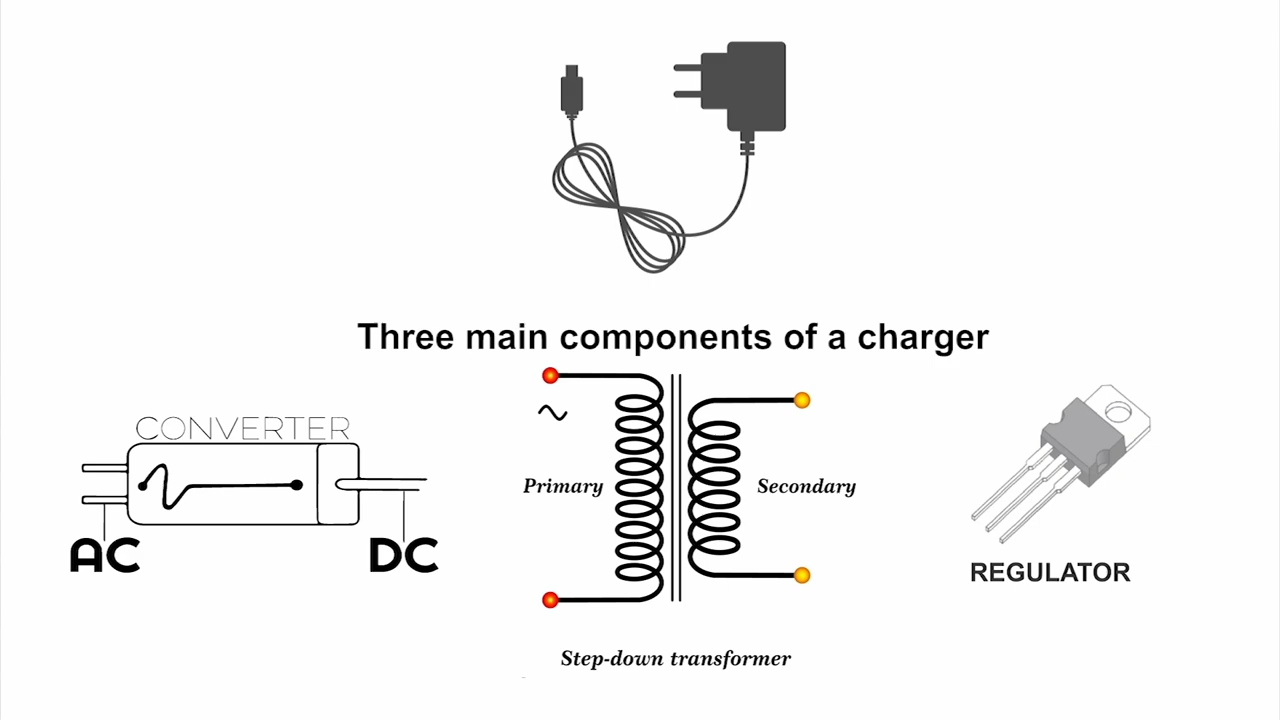 Three main components of a charger
CONVERTER
AC
DC
Primary
Secondary
Step-down transformer
REGULATOR